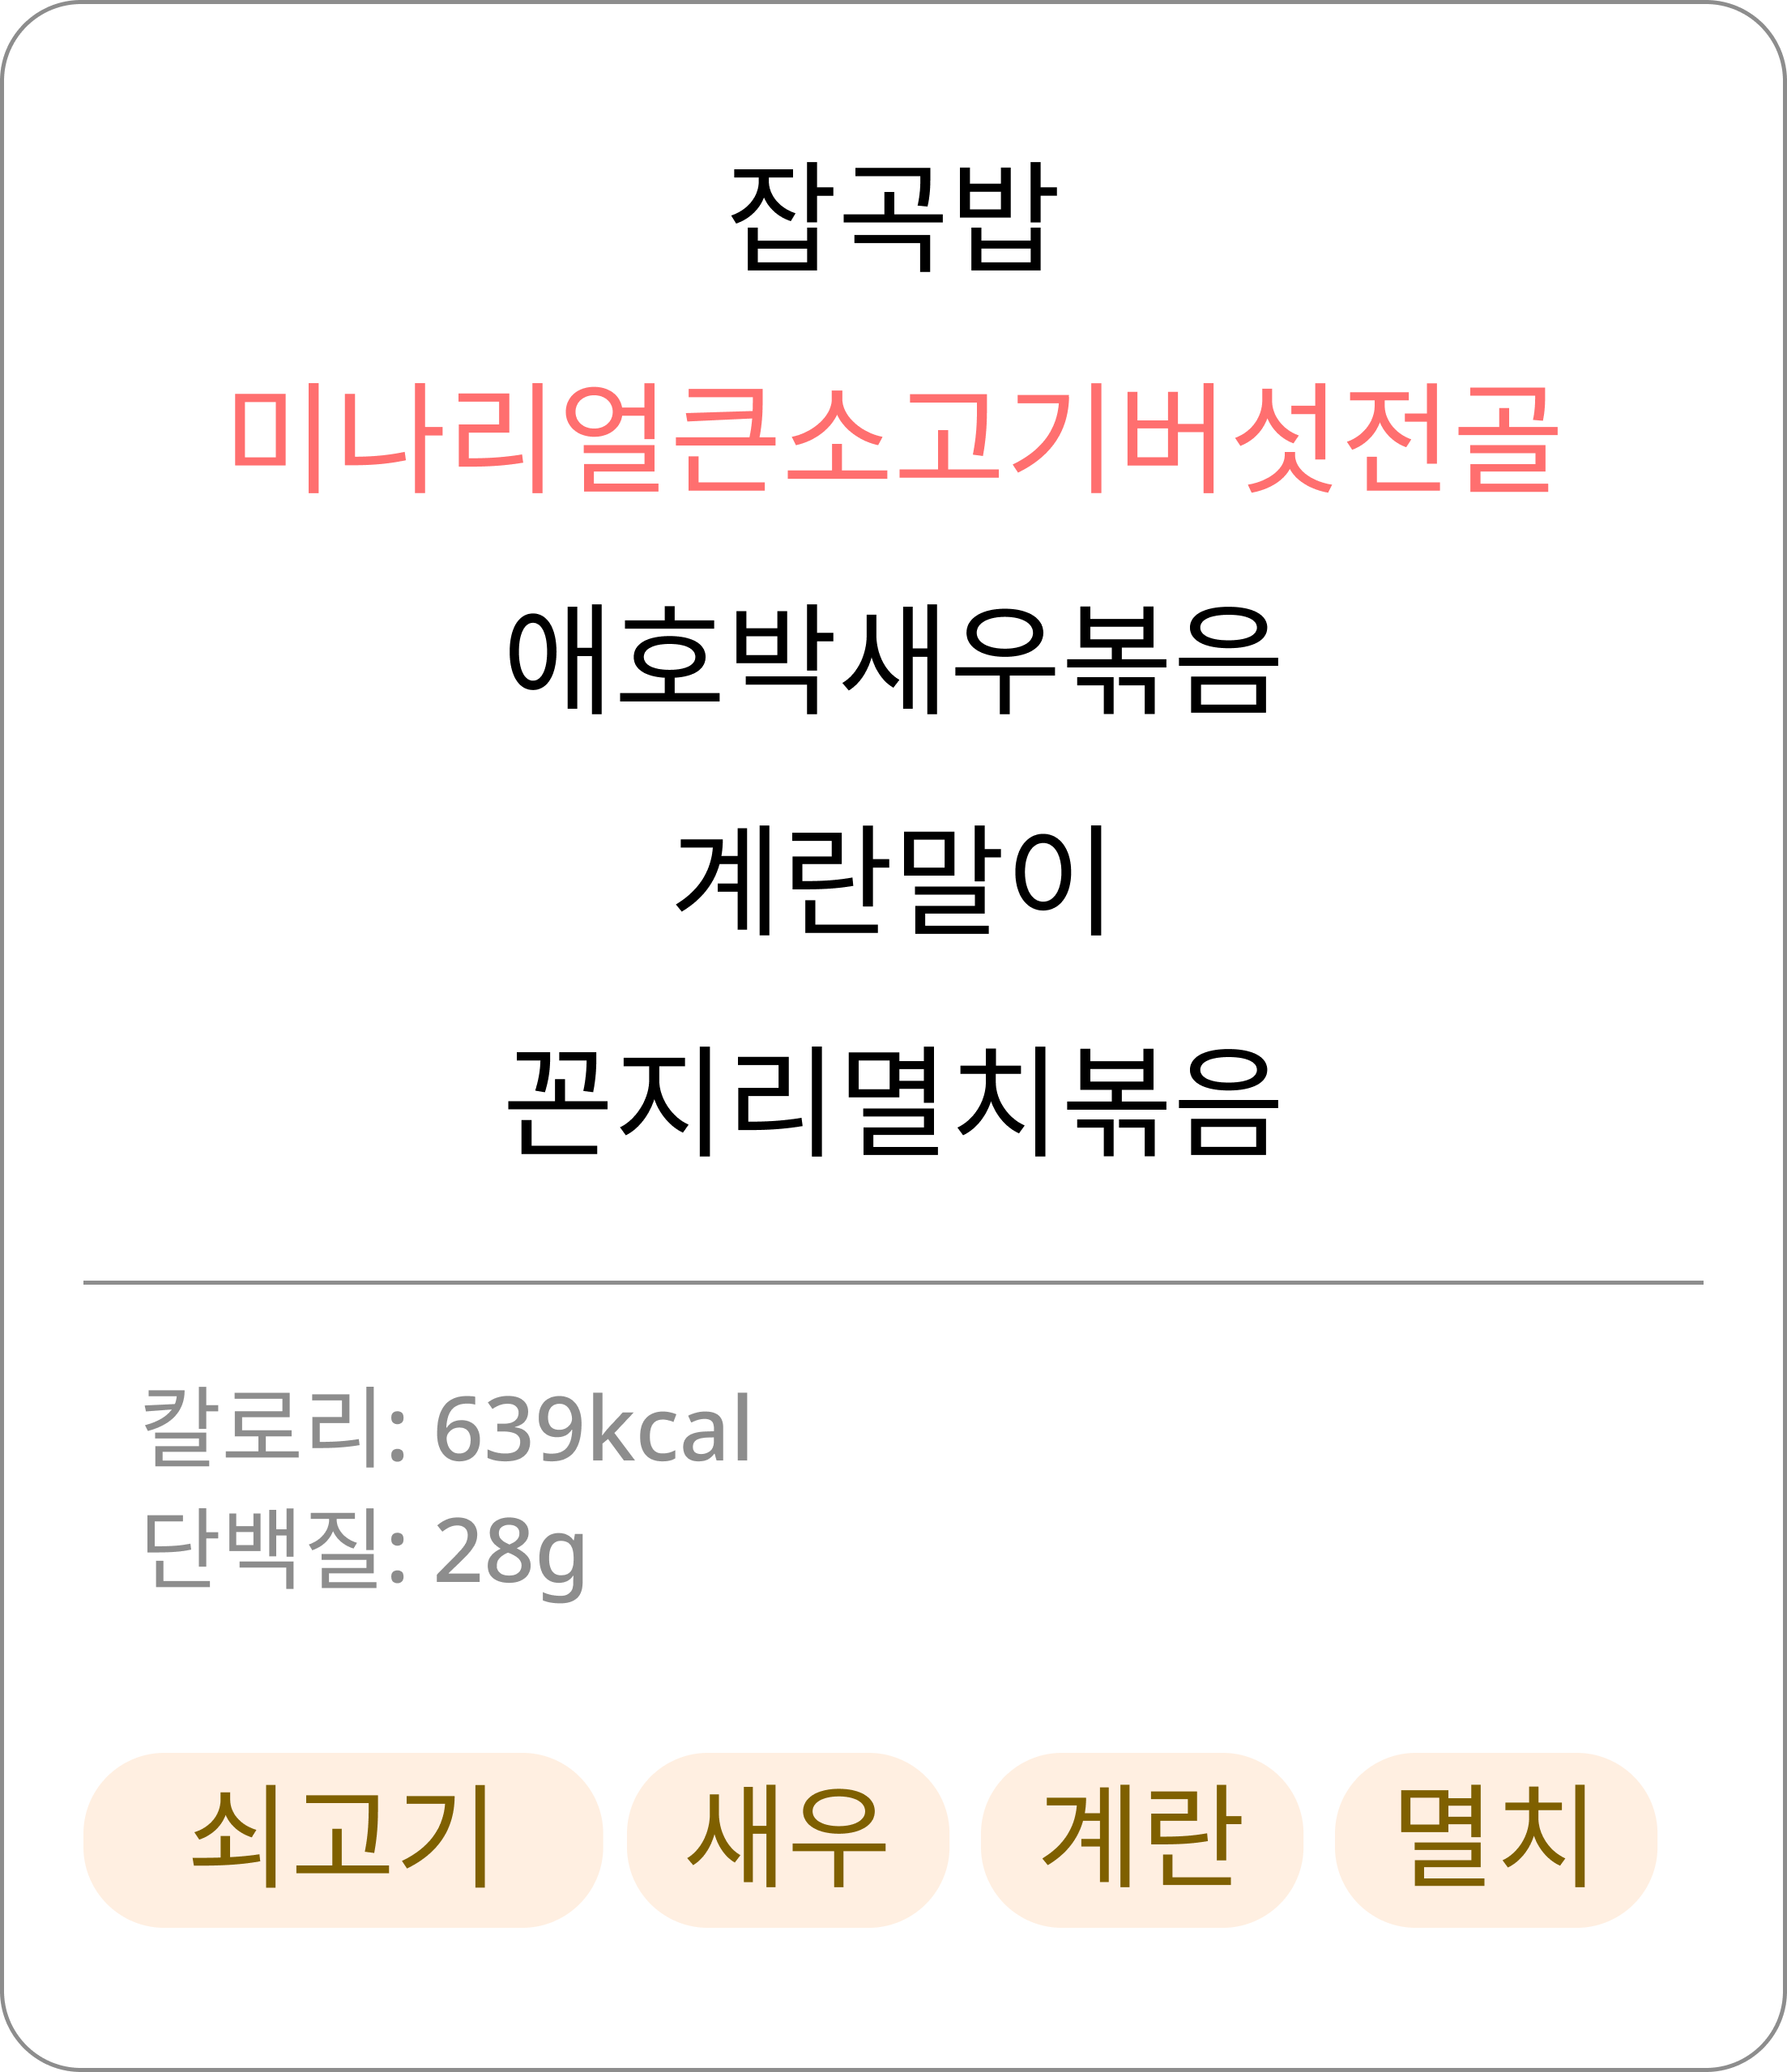 잡곡밥
미나리얼큰소고기버섯전골
애호박새우볶음
계란말이
꼰지리멸치볶음
칼로리: 639kcal
단백질: 28g
쇠고기 새우 계란 멸치